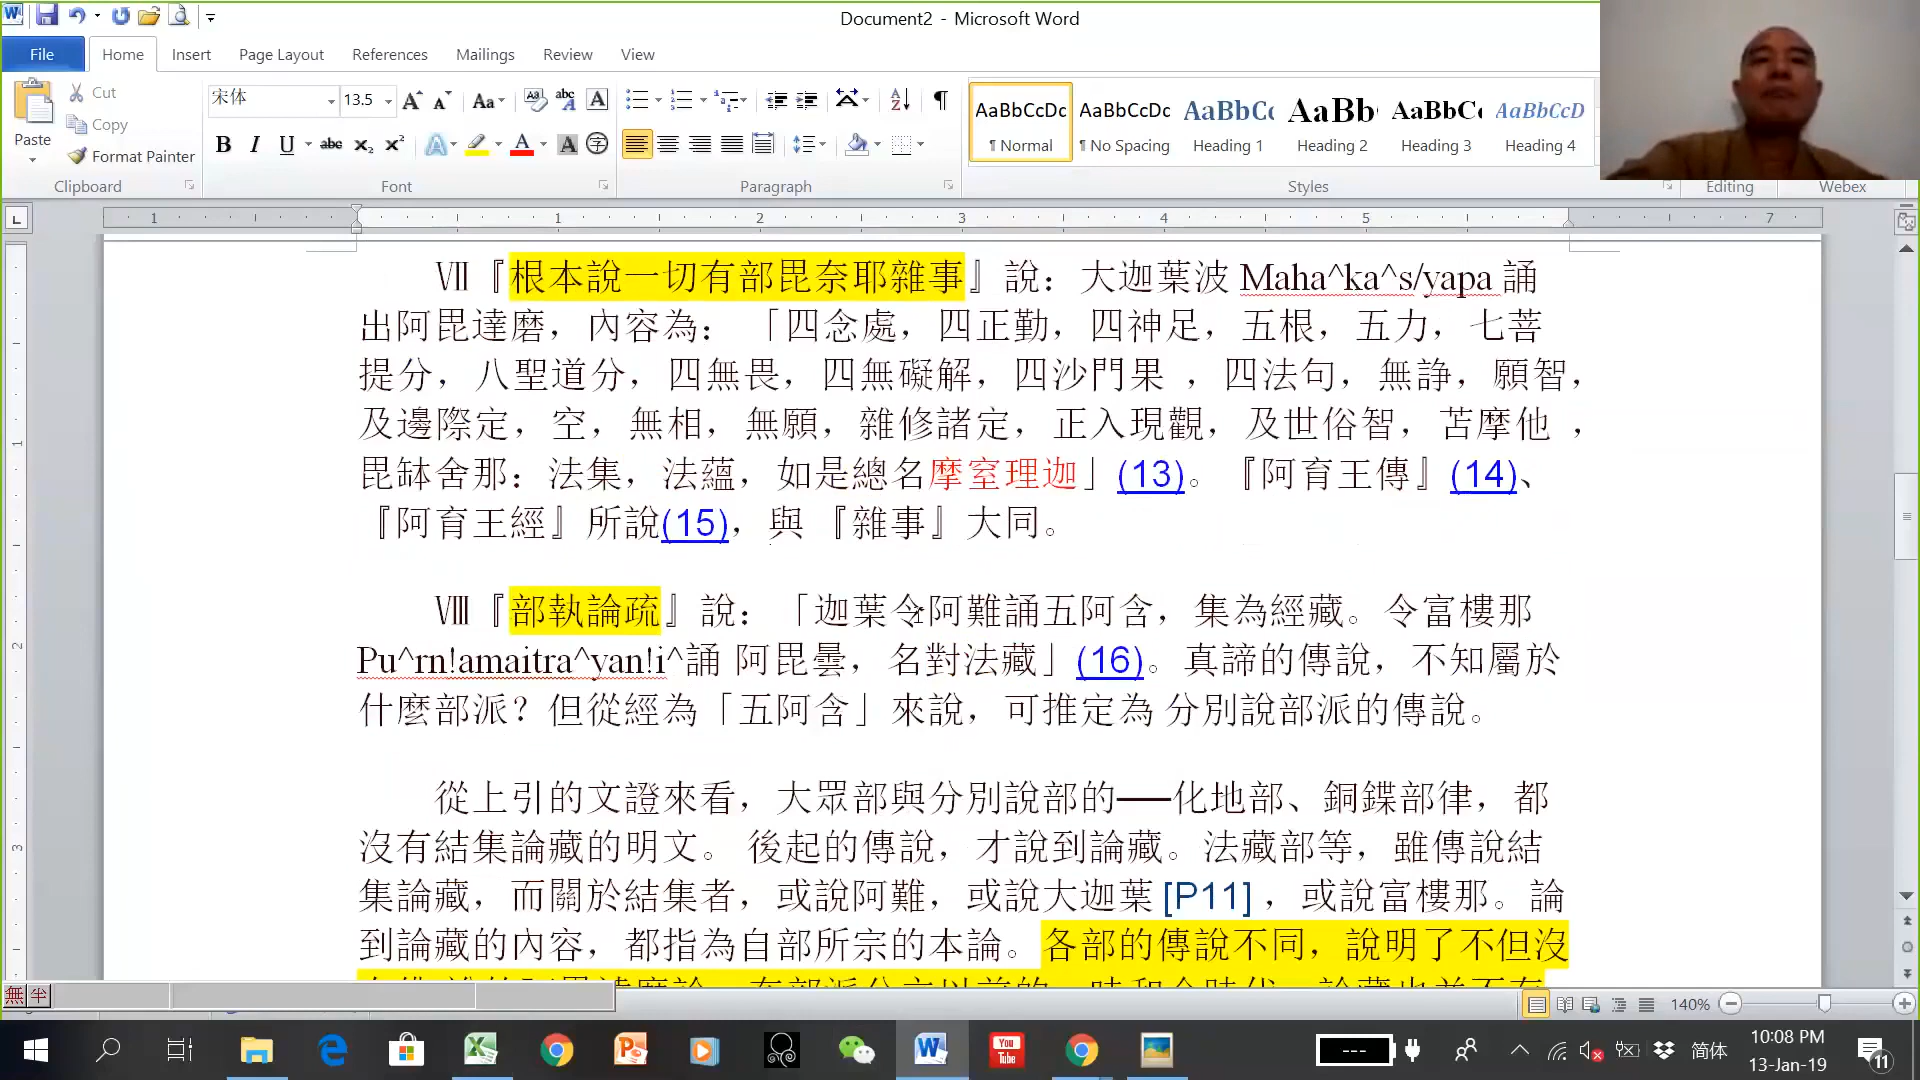 Document2 - Microsoft Word
File Home Insert Page Layout References Mailings Review View
Cut
Copy
Format Painter
Paste
Clipboard
宋体 13.5
Font
Paragraph
AaBbCcDc AaBbCcDc AaBbCc AaBb AaBbCc AaBbCcD
¶ Normal ¶ No Spacing Heading 1 Heading 2 Heading 3 Heading 4
Styles
Editing
Webex
1 1 2 3 4 5 7
Ⅶ『根本說一切有部毘奈耶雜事』說：大迦葉波 Maha^ka^s/yapa 誦
出阿毘達磨，內容為：「四念處，四正勤，四神足，五根，五力，七菩
提分，八聖道分，四無畏，四無礙解，四沙門果 ，四法句，無諍，願智，
及邊際定，空，無相，無願，雜修諸定，正入現觀，及世俗智，苫摩他 ，
毘缽舍那：法集，法蘊，如是總名摩窒理迦」(13)。『阿育王傳』(14)、
『阿育王經』所說(15)，與 『雜事』大同。
Ⅷ『部執論疏』說：「迦葉令阿難誦五阿含，集為經藏。令富樓那
Pu^rn!amaitra^yan!i^誦 阿毘曇，名對法藏」(16)。真諦的傳說，不知屬於
什麼部派？但從經為「五阿含」來說，可推定為 分別說部派的傳說。
從上引的文證來看，大眾部與分別說部的——化地部、銅鍱部律，都
沒有結集論藏的明文。 後起的傳說，才說到論藏。法藏部等，雖傳說結
集論藏，而關於結集者，或說阿難，或說大迦葉 [P11] ，或說富樓那。論
到論藏的內容，都指為自部所宗的本論。各部的傳說不同，說明了不但沒
無 半
140%
简体
10:08 PM
13-Jan-19
11